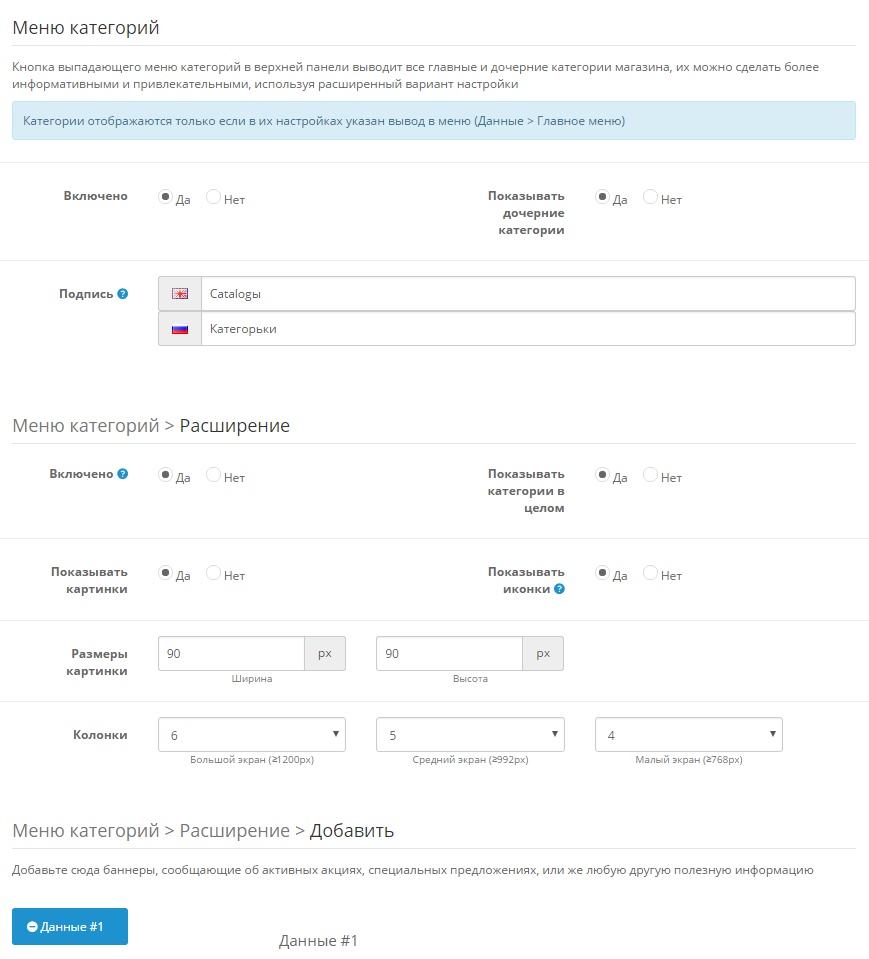 Меню категорий
Кнопка выпадающего меню категорий в верхней панели выводит все главные и дочерние категории магазина, их можно сделать более
информативными и привлекательными, используя расширенный вариант настройки
Категории отображаются только если в их настройках указан вывод в меню (Данные > Главное меню)
Включено Да Нет Показывать
дочерние
категории Да Нет
Подпись ? Catalogы
Категорьки
Меню категорий > Расширение
Включено ? Да Нет Показывать
категории в
целом Да Нет
Показывать
картинки Да Нет Показывать
иконки ? Да Нет
Размеры
картинки 90 px 90 px
Ширина Высота
Колонки 6 5 4
Большой экран (≥1200px) Средний экран (≥992px) Малый экран (≥768px)
Меню категорий > Расширение > Добавить
Добавьте сюда баннеры, сообщающие об активных акциях, специальных предложениях, или же любую другую полезную информацию
Данные #1 Данные #1